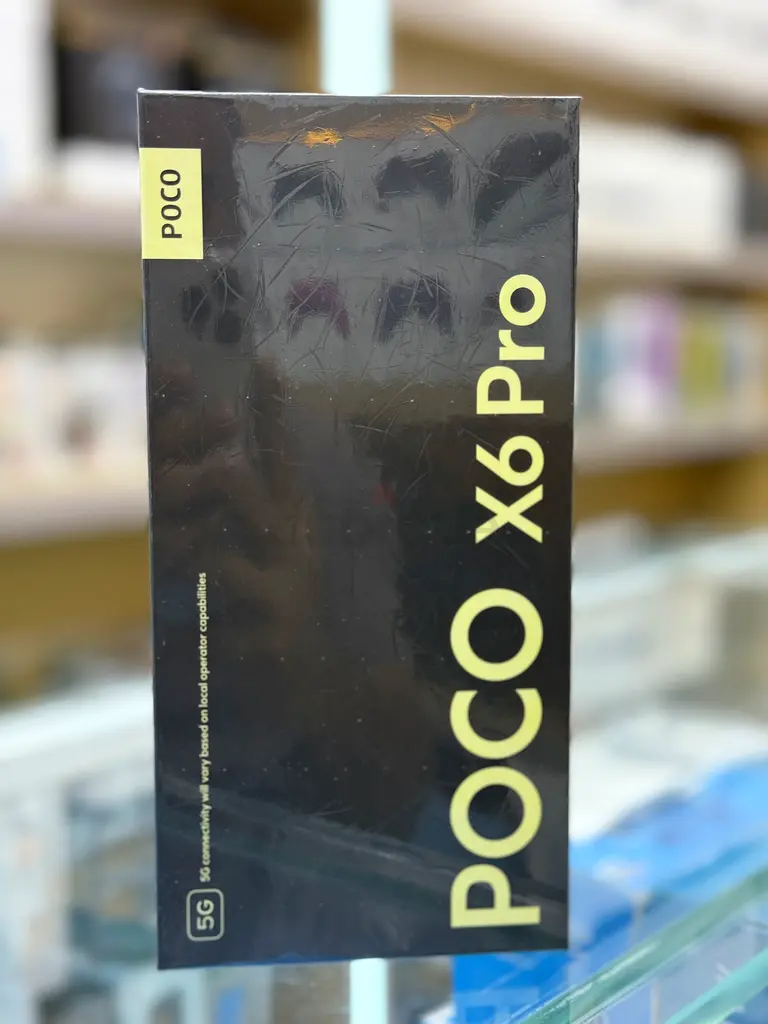 POCO
5G 5G connectivity will vary based on local operator capabilities
POCO X6 Pro